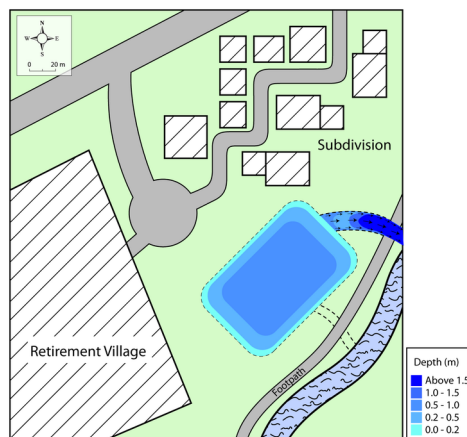 N
W E
S
0 20 m
Subdivision
Retirement Village
Footpath
Depth (m)
Above 1.5
1.0 - 1.5
0.5 - 1.0
0.2 - 0.5
0.0 - 0.2